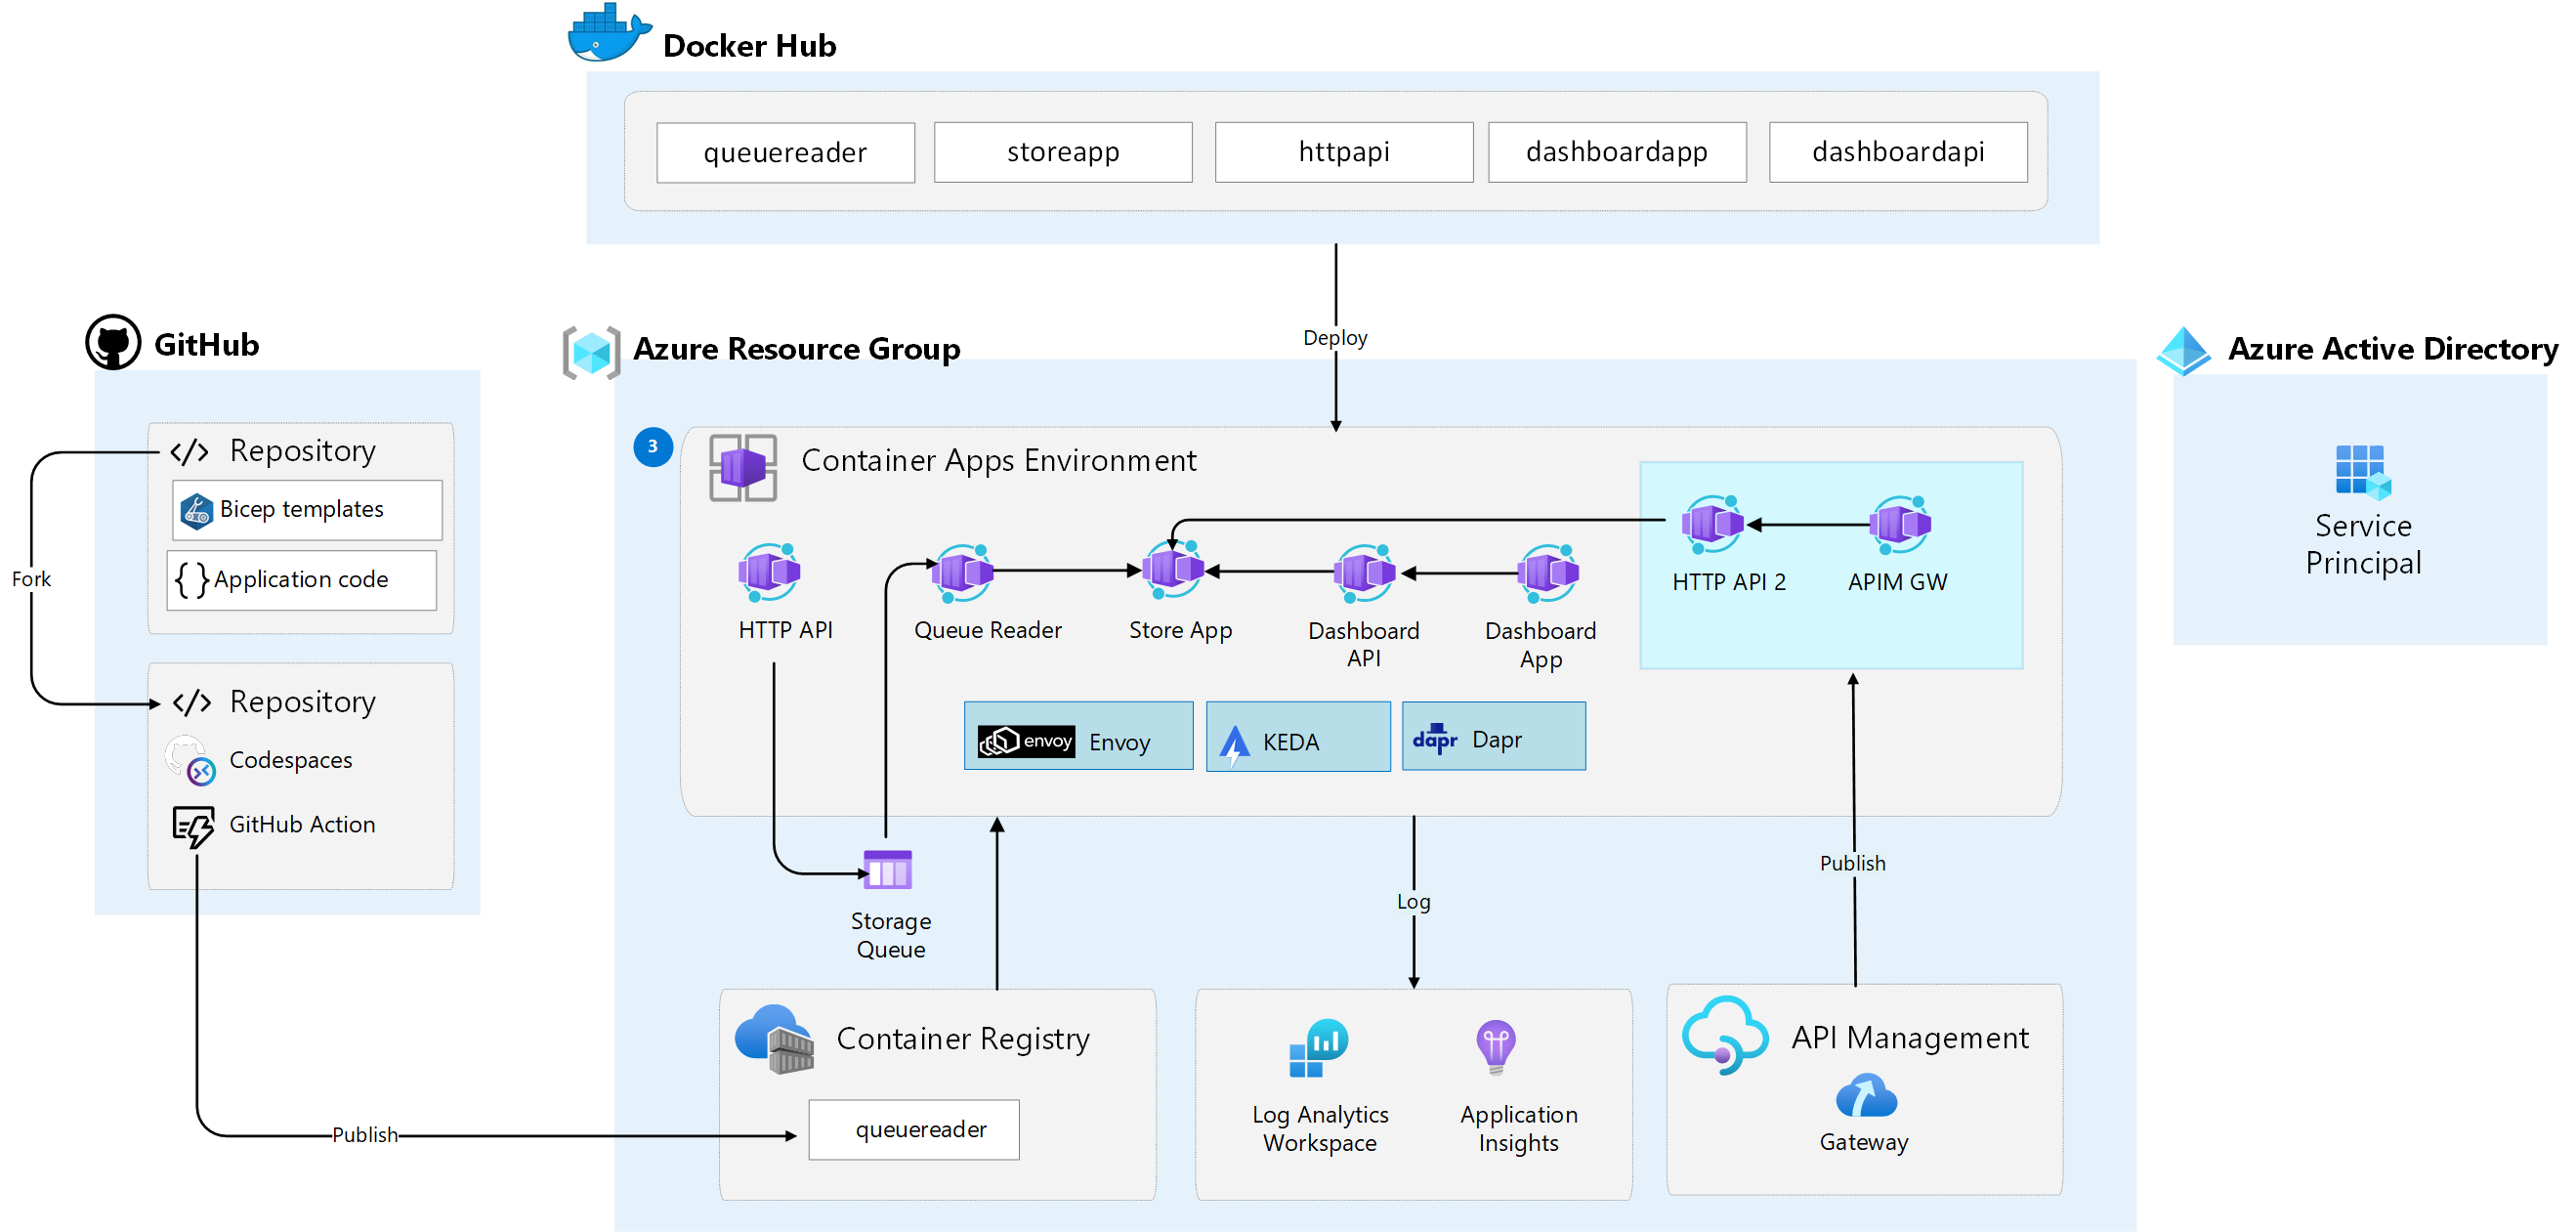 Docker Hub
queuereader
storeapp
httpapi
dashboardapp
dashboardapi
Deploy
GitHub
Repository
Bicep templates
Application code
Fork
Repository
Codespaces
GitHub Action
Publish
Azure Resource Group
3
Container Apps Environment
HTTP API
Queue Reader
Store App
Dashboard
API
Dashboard
App
HTTP API 2
APIM GW
envoy
Envoy
KEDA
dapr
Dapr
Storage
Queue
Log
Publish
Container Registry
queuereader
Log Analytics
Workspace
Application
Insights
API Management
Gateway
Azure Active Directory
Service
Principal